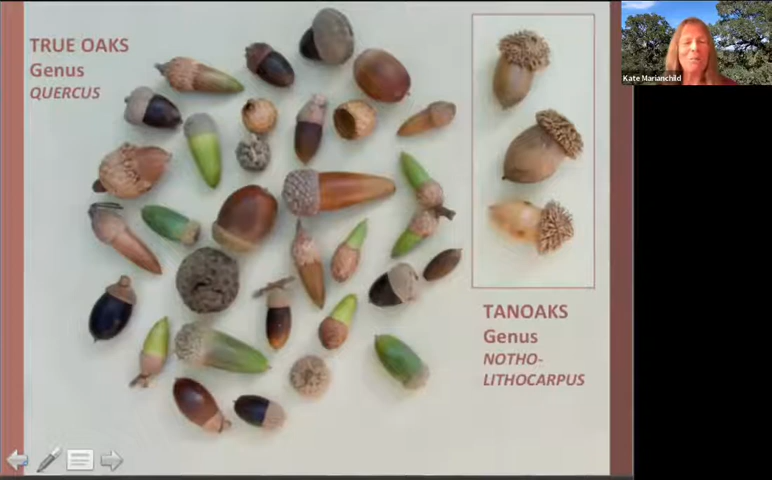 TRUE OAKS
Genus
QUERCUS
Kate Marianchild
TANOAKS
Genus
NOTHO-
LITHOCARPUS